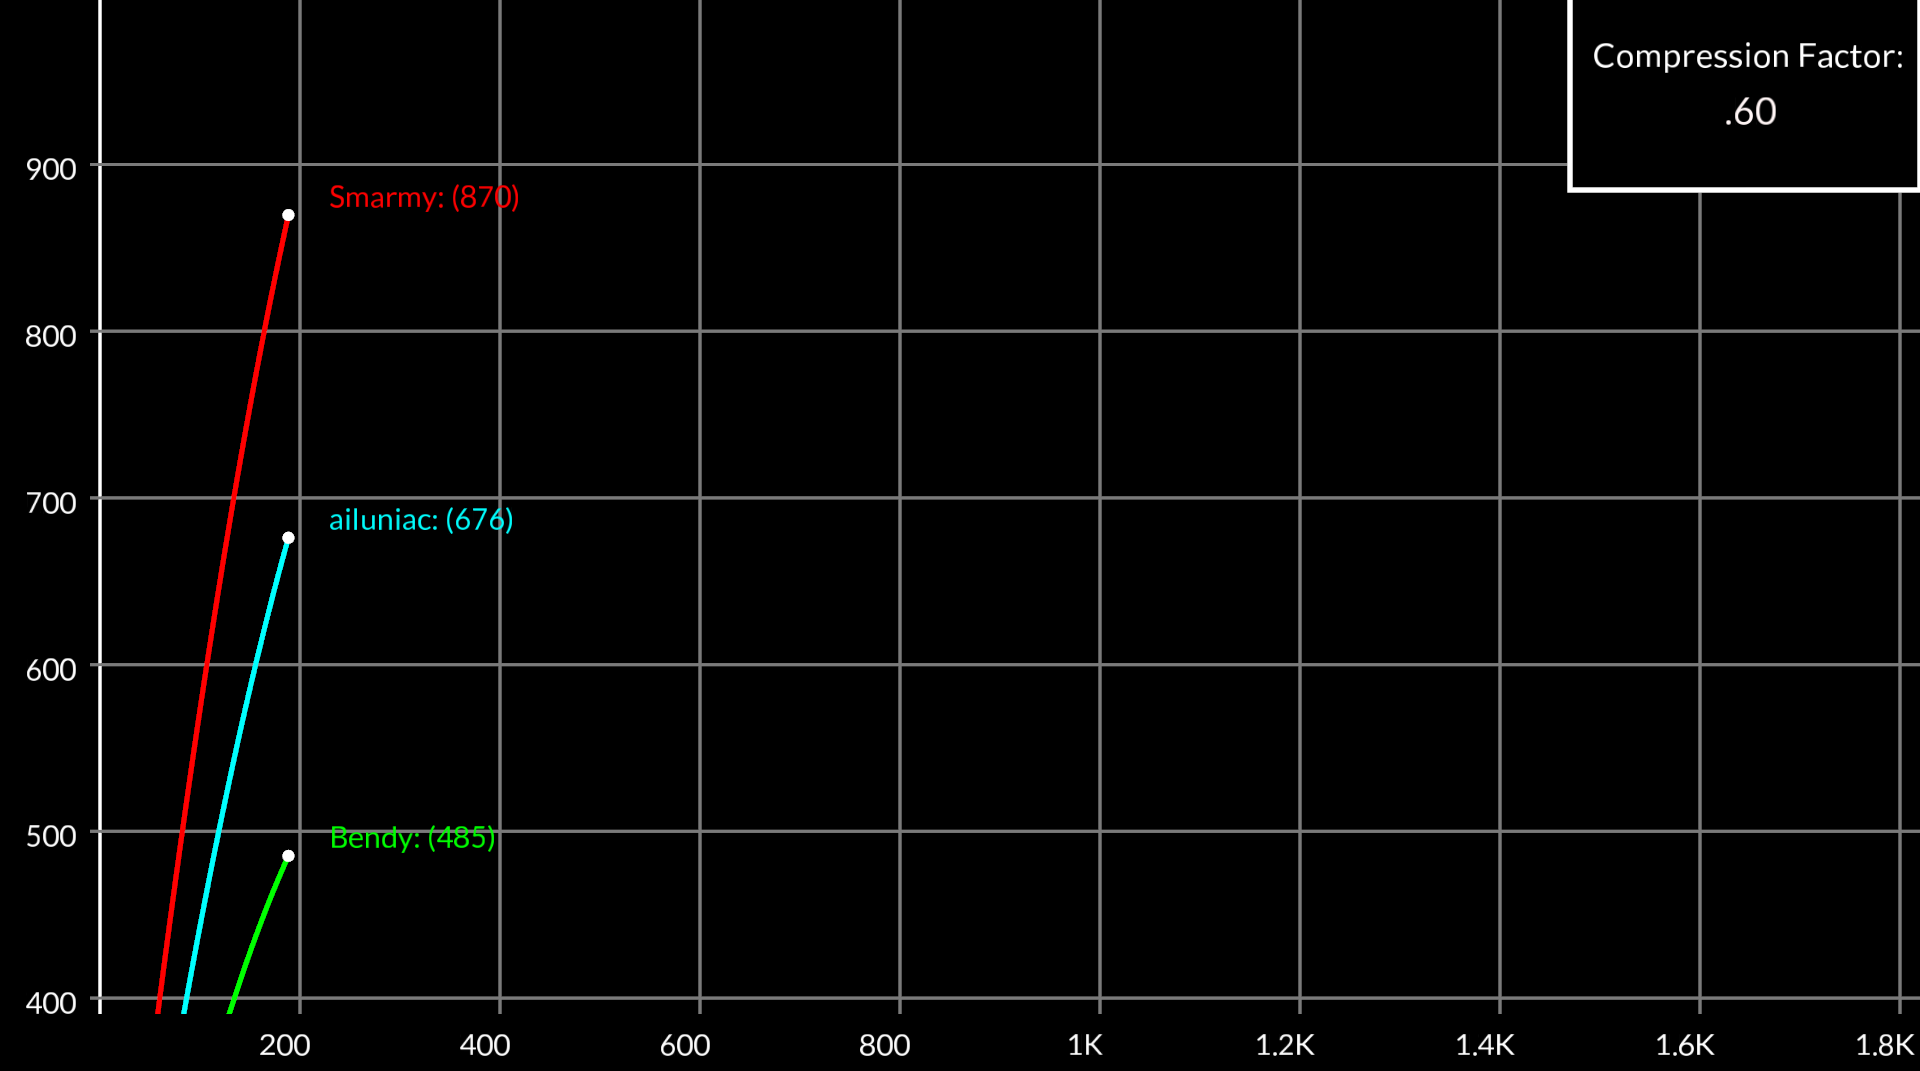 Compression Factor:
.60
900
Smarmy: (870)
800
700
ailuniac: (676)
600
500
Bendy: (485)
400
200 400 600 800 1K 1.2K 1.4K 1.6K 1.8K